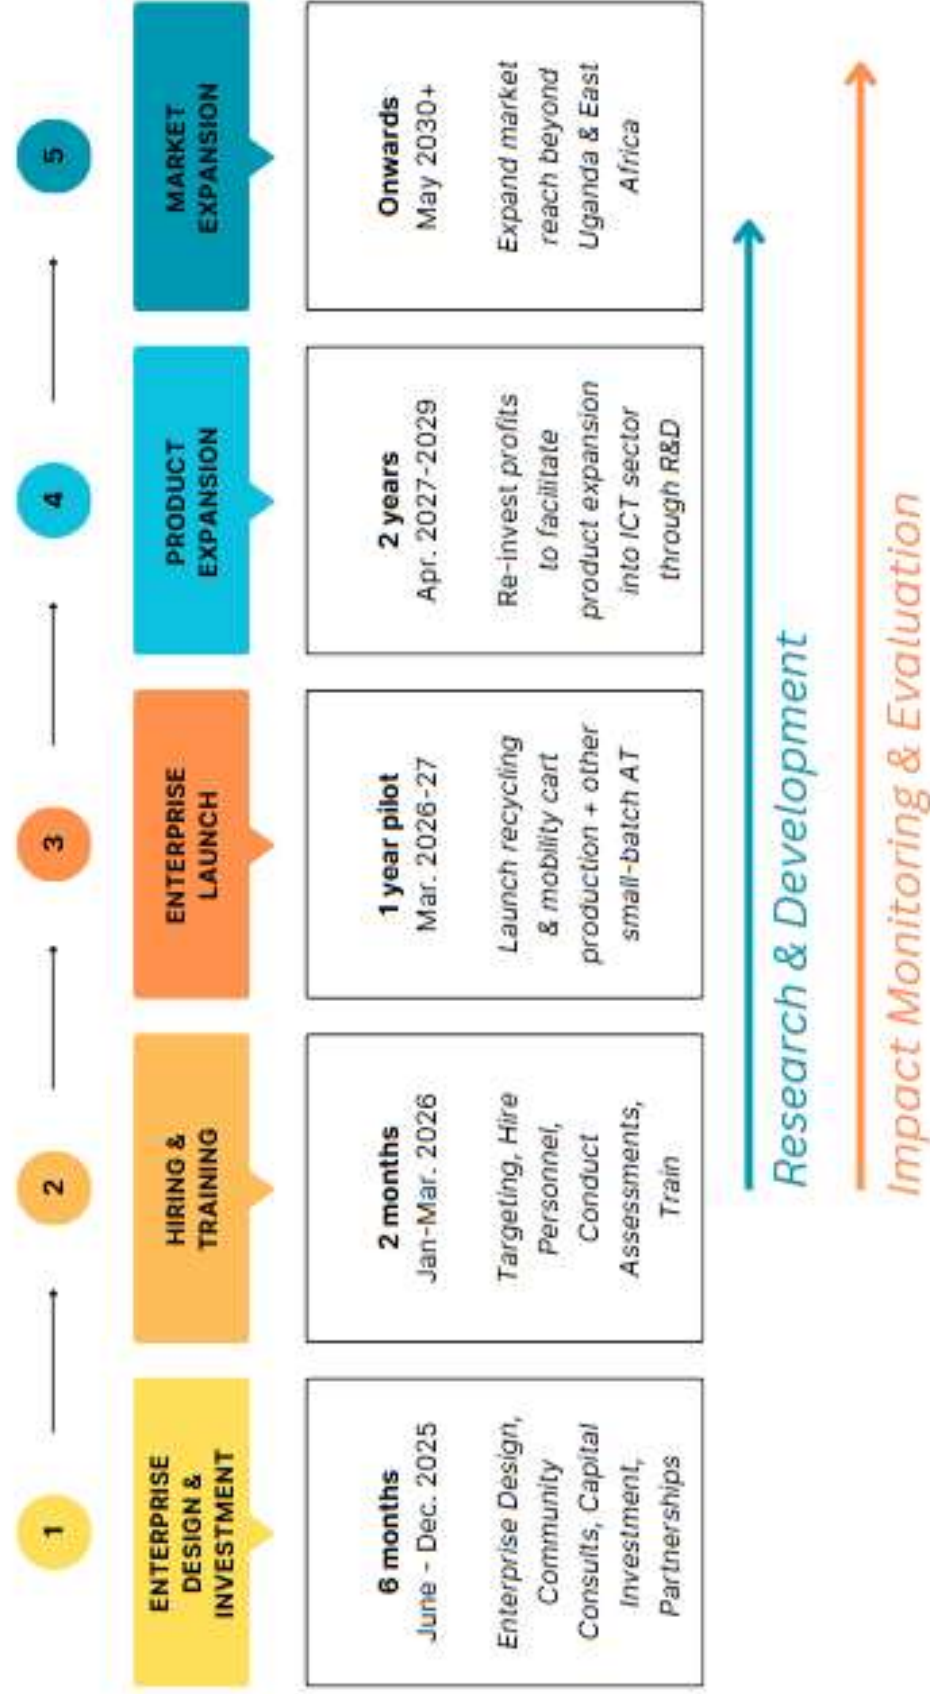 1
ENTERPRISE
DESIGN &
INVESTMENT
6 months
June - Dec. 2025
Enterprise Design,
Community
Consults, Capital
Investment,
Partnerships
2
HIRING &
TRAINING
2 months
Jan-Mar. 2026
Targeting, Hire
Personnel,
Conduct
Assessments,
Train
3
ENTERPRISE
LAUNCH
1 year pilot
Mar. 2026-27
Launch recycling
& mobility cart
production + other
small-batch AT
4
PRODUCT
EXPANSION
2 years
Apr. 2027-2029
Re-invest profits
to facilitate
product expansion
into ICT sector
through R&D
5
MARKET
EXPANSION
Onwards
May 2030+
Expand market
reach beyond
Uganda & East
Africa
Research & Development
Impact Monitoring & Evaluation